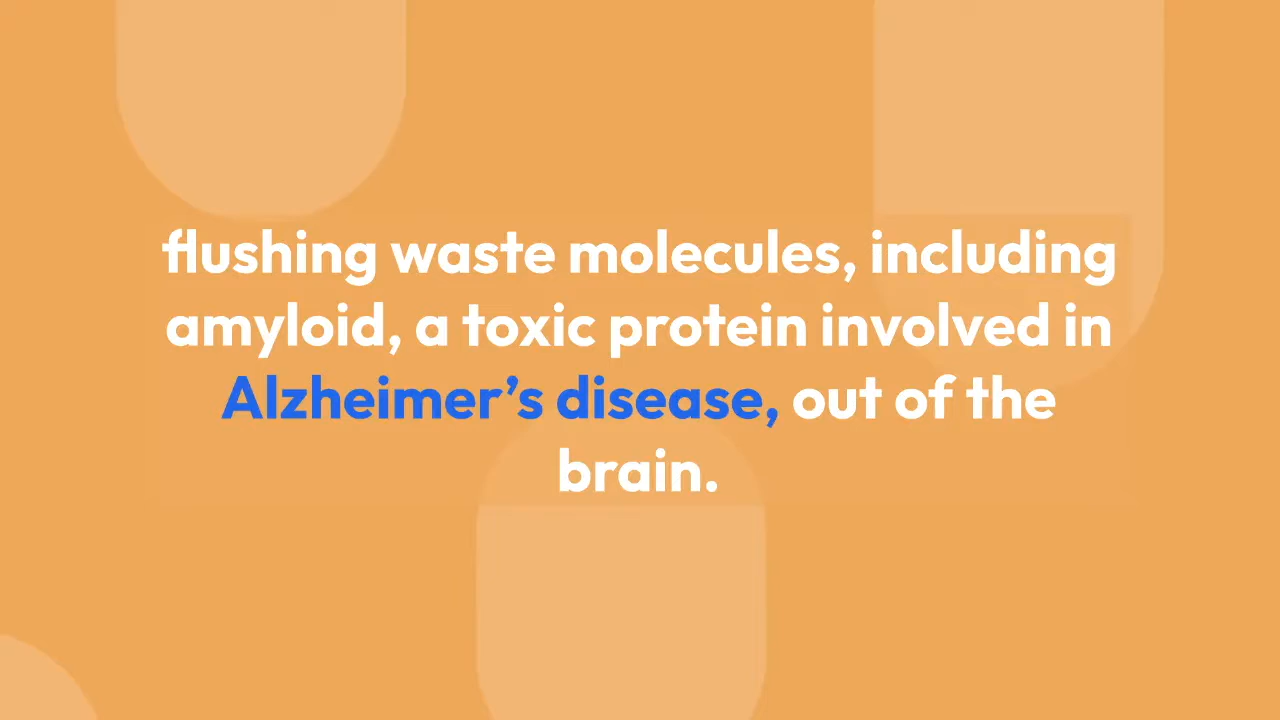 flushing waste molecules, including
amyloid, a toxic protein involved in
Alzheimer’s disease, out of the
brain.